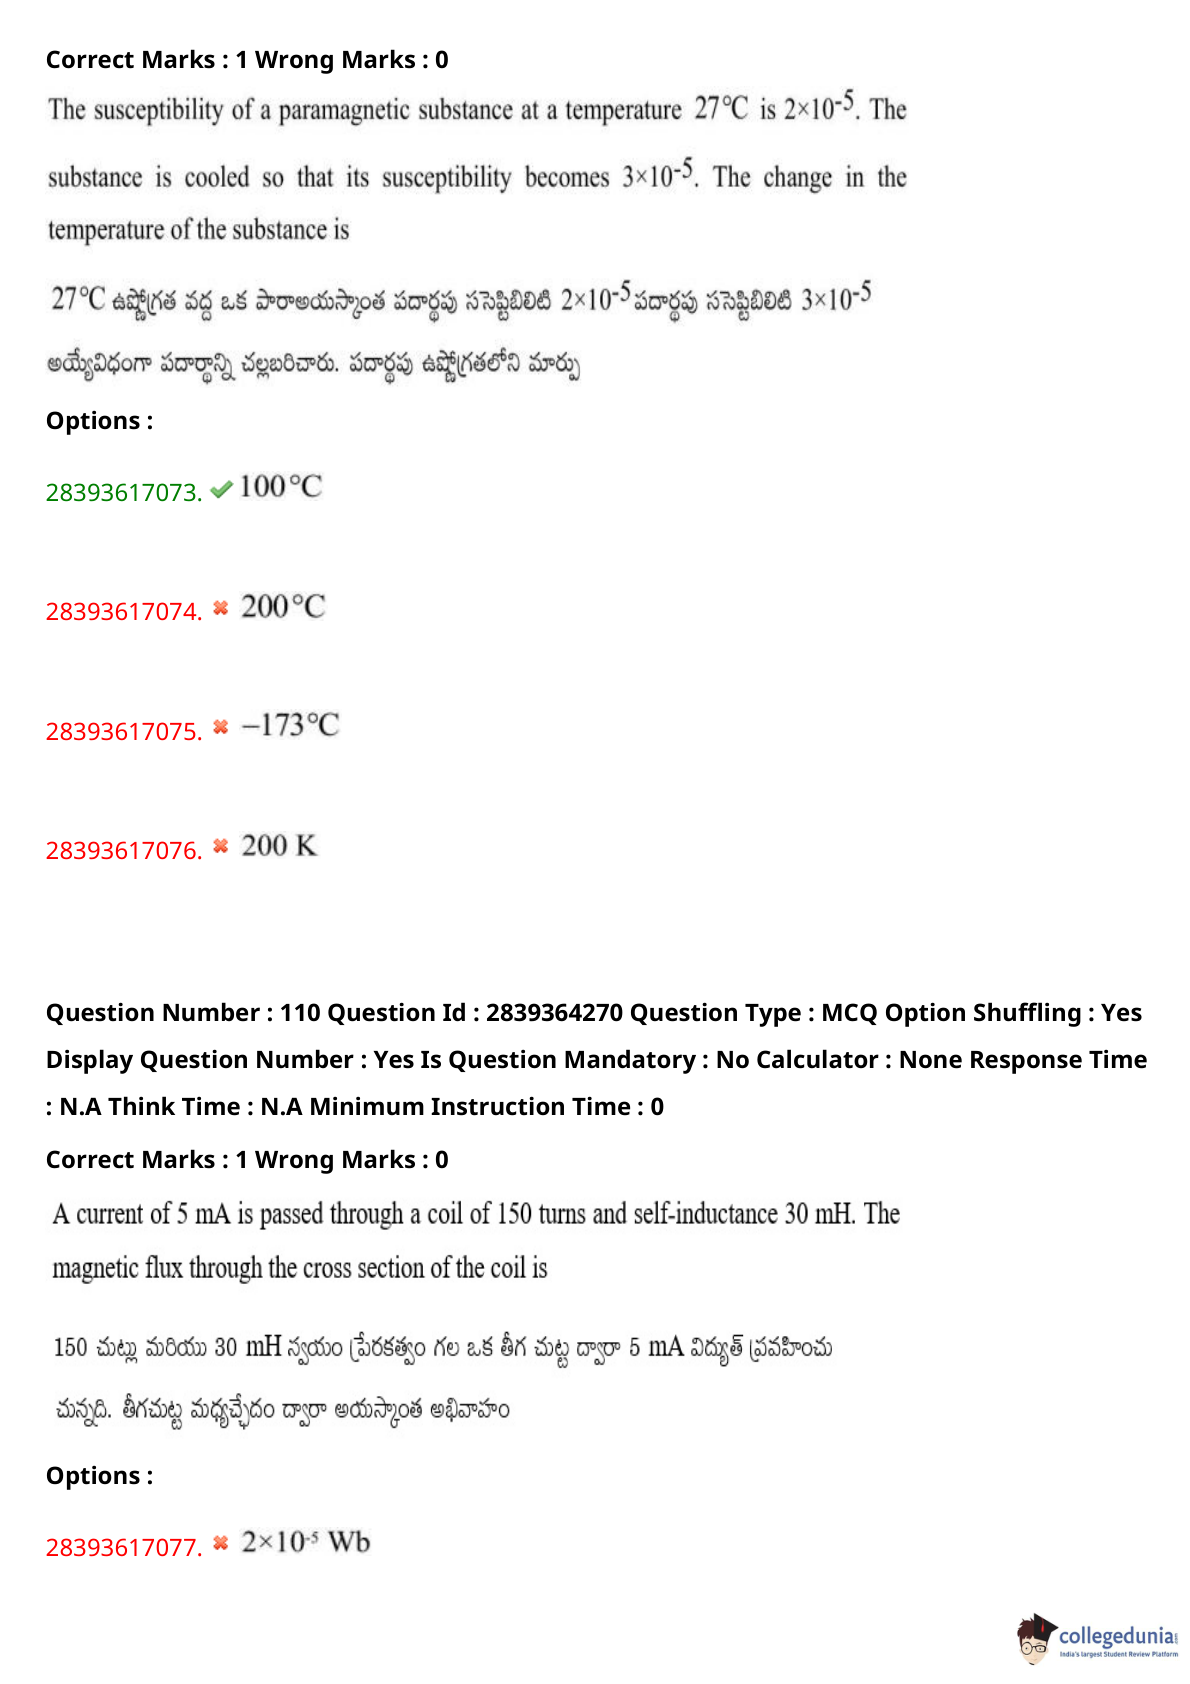 Correct Marks : 1 Wrong Marks : 0
The susceptibility of a paramagnetic substance at a temperature 27°C is 2×10-5. The
substance is cooled so that its susceptibility becomes 3×10-5. The change in the
temperature of the substance is
27°C ఉష్ణోగ్రత వద్ద ఒక పారాఅయస్కాంత పదార్థపు ససెప్టిబిలిటి 2×10-5 పదార్థపు ససెప్టిబిలిటి 3×10-5
అయ్యేవిధంగా పదార్థాన్ని చల్లబరిచారు. పదార్థపు ఉష్ణోగ్రతలోని మార్పు
Options :
28393617073. 100°C
28393617074. 200°C
28393617075. –173°C
28393617076. 200 K
Question Number : 110 Question Id : 2839364270 Question Type : MCQ Option Shuffling : Yes
Display Question Number : Yes Is Question Mandatory : No Calculator : None Response Time
: N.A Think Time : N.A Minimum Instruction Time : 0
Correct Marks : 1 Wrong Marks : 0
A current of 5 mA is passed through a coil of 150 turns and self-inductance 30 mH. The
magnetic flux through the cross section of the coil is
150 చుట్లు మరియు 30 mH స్వయం ప్రేరకత్వం గల ఒక తీగ చుట్ట ద్వారా 5 mA విద్యుత్ ప్రవహించు
చున్నది. తీగచుట్ట మధ్యచ్ఛేదం ద్వారా అయస్కాంత అభివాహం
Options :
28393617077. 2×10-5 Wb
collegedunia
India's largest Student Review Platform